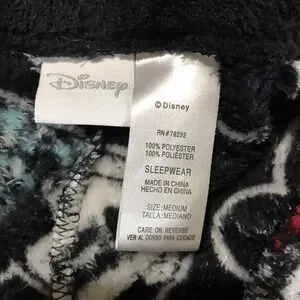 Disney
© Disney
RN#78292
100% POLYESTER
100% POLIÉSTER
SLEEPWEAR
MADE IN CHINA
HECHO EN CHINA
SIZE: MEDIUM
TALLA: MEDIANO
CARE ON REVERSE
VER AL DORSO PARA CUIDADO